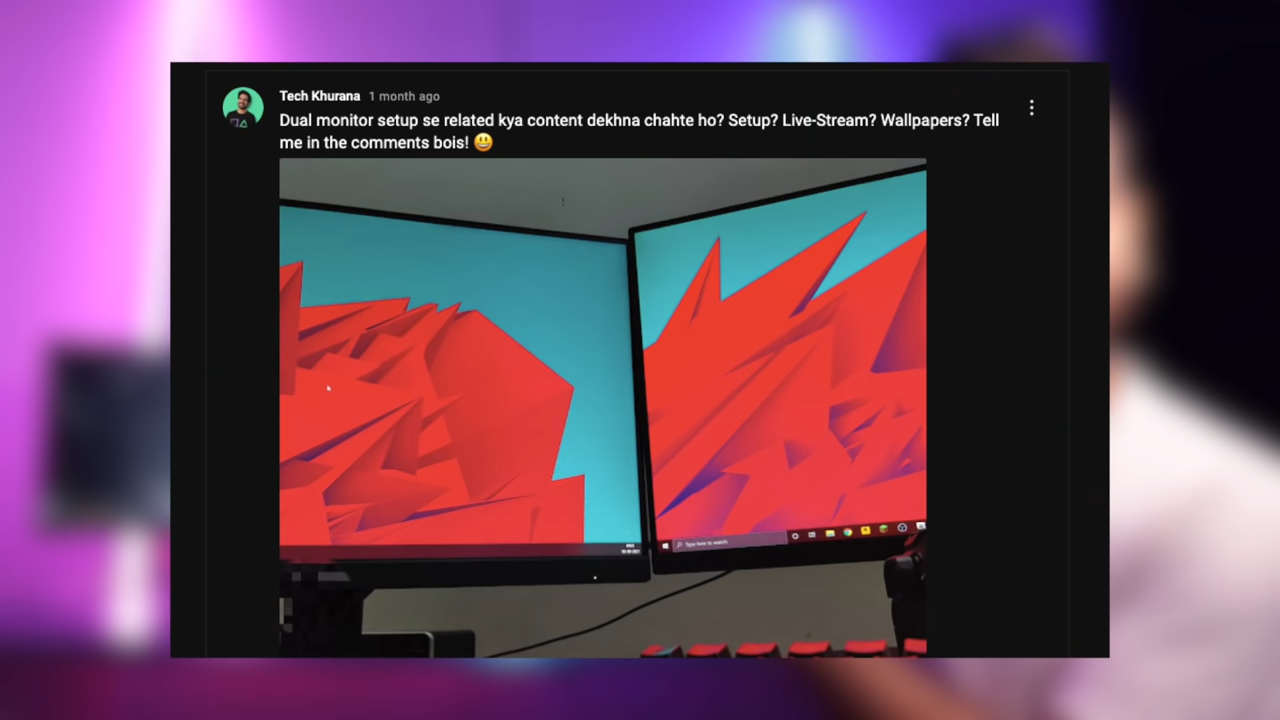 Tech Khurana 1 month ago
Dual monitor setup se related kya content dekhna chahte ho? Setup? Live-Stream? Wallpapers? Tell
me in the comments bois! 😃
Type here to search